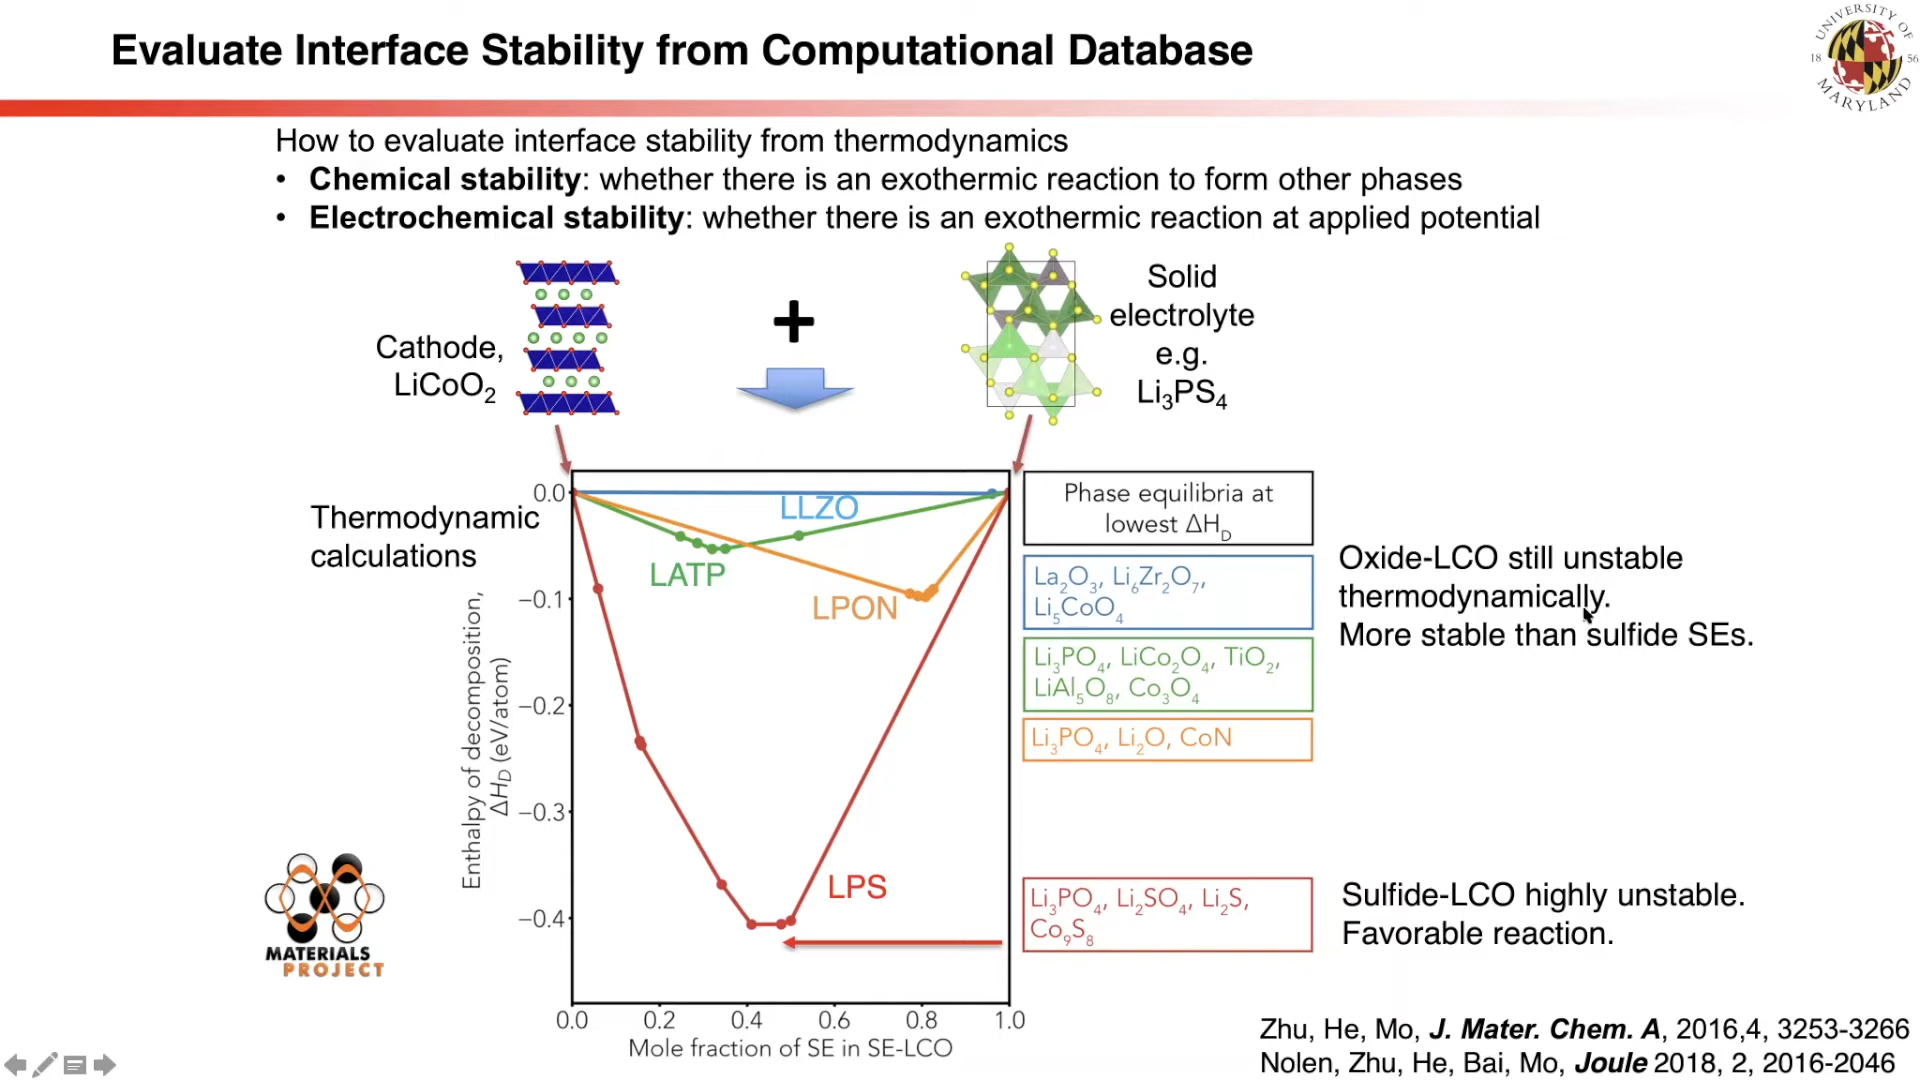 Evaluate Interface Stability from Computational Database
UNIVERSITY OF
18 56
MARYLAND
How to evaluate interface stability from thermodynamics
• Chemical stability: whether there is an exothermic reaction to form other phases
• Electrochemical stability: whether there is an exothermic reaction at applied potential
Cathode,
LiCoO₂
+
Solid
electrolyte
e.g.
Li₃PS₄
Thermodynamic
calculations
Enthalpy of decomposition,
ΔH_D (eV/atom)
0.0
−0.1
−0.2
−0.3
−0.4
LLZO
LATP
LPON
LPS
0.0 0.2 0.4 0.6 0.8 1.0
Mole fraction of SE in SE-LCO
Phase equilibria at
lowest ΔH_D
La₂O₃, Li₆Zr₂O₇,
Li₅CoO₄
Li₃PO₄, LiCo₂O₄, TiO₂,
LiAl₅O₈, Co₃O₄
Li₃PO₄, Li₂O, CoN
Li₃PO₄, Li₂SO₄, Li₂S,
Co₉S₈
Oxide-LCO still unstable
thermodynamically.
More stable than sulfide SEs.
Sulfide-LCO highly unstable.
Favorable reaction.
MATERIALS
PROJECT
Zhu, He, Mo, J. Mater. Chem. A, 2016,4, 3253-3266
Nolen, Zhu, He, Bai, Mo, Joule 2018, 2, 2016-2046